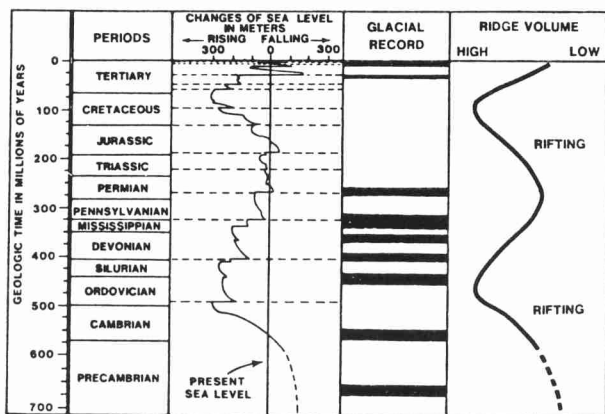 PERIODS
CHANGES OF SEA LEVEL
IN METERS
RISING FALLING
300 0 300
GLACIAL
RECORD
RIDGE VOLUME
HIGH LOW
GEOLOGIC TIME IN MILLIONS OF YEARS
0
100
200
300
400
500
600
700
TERTIARY
CRETACEOUS
JURASSIC
TRIASSIC
PERMIAN
PENNSYLVANIAN
MISSISSIPPIAN
DEVONIAN
SILURIAN
ORDOVICIAN
CAMBRIAN
PRECAMBRIAN
PRESENT
SEA LEVEL
RIFTING
RIFTING